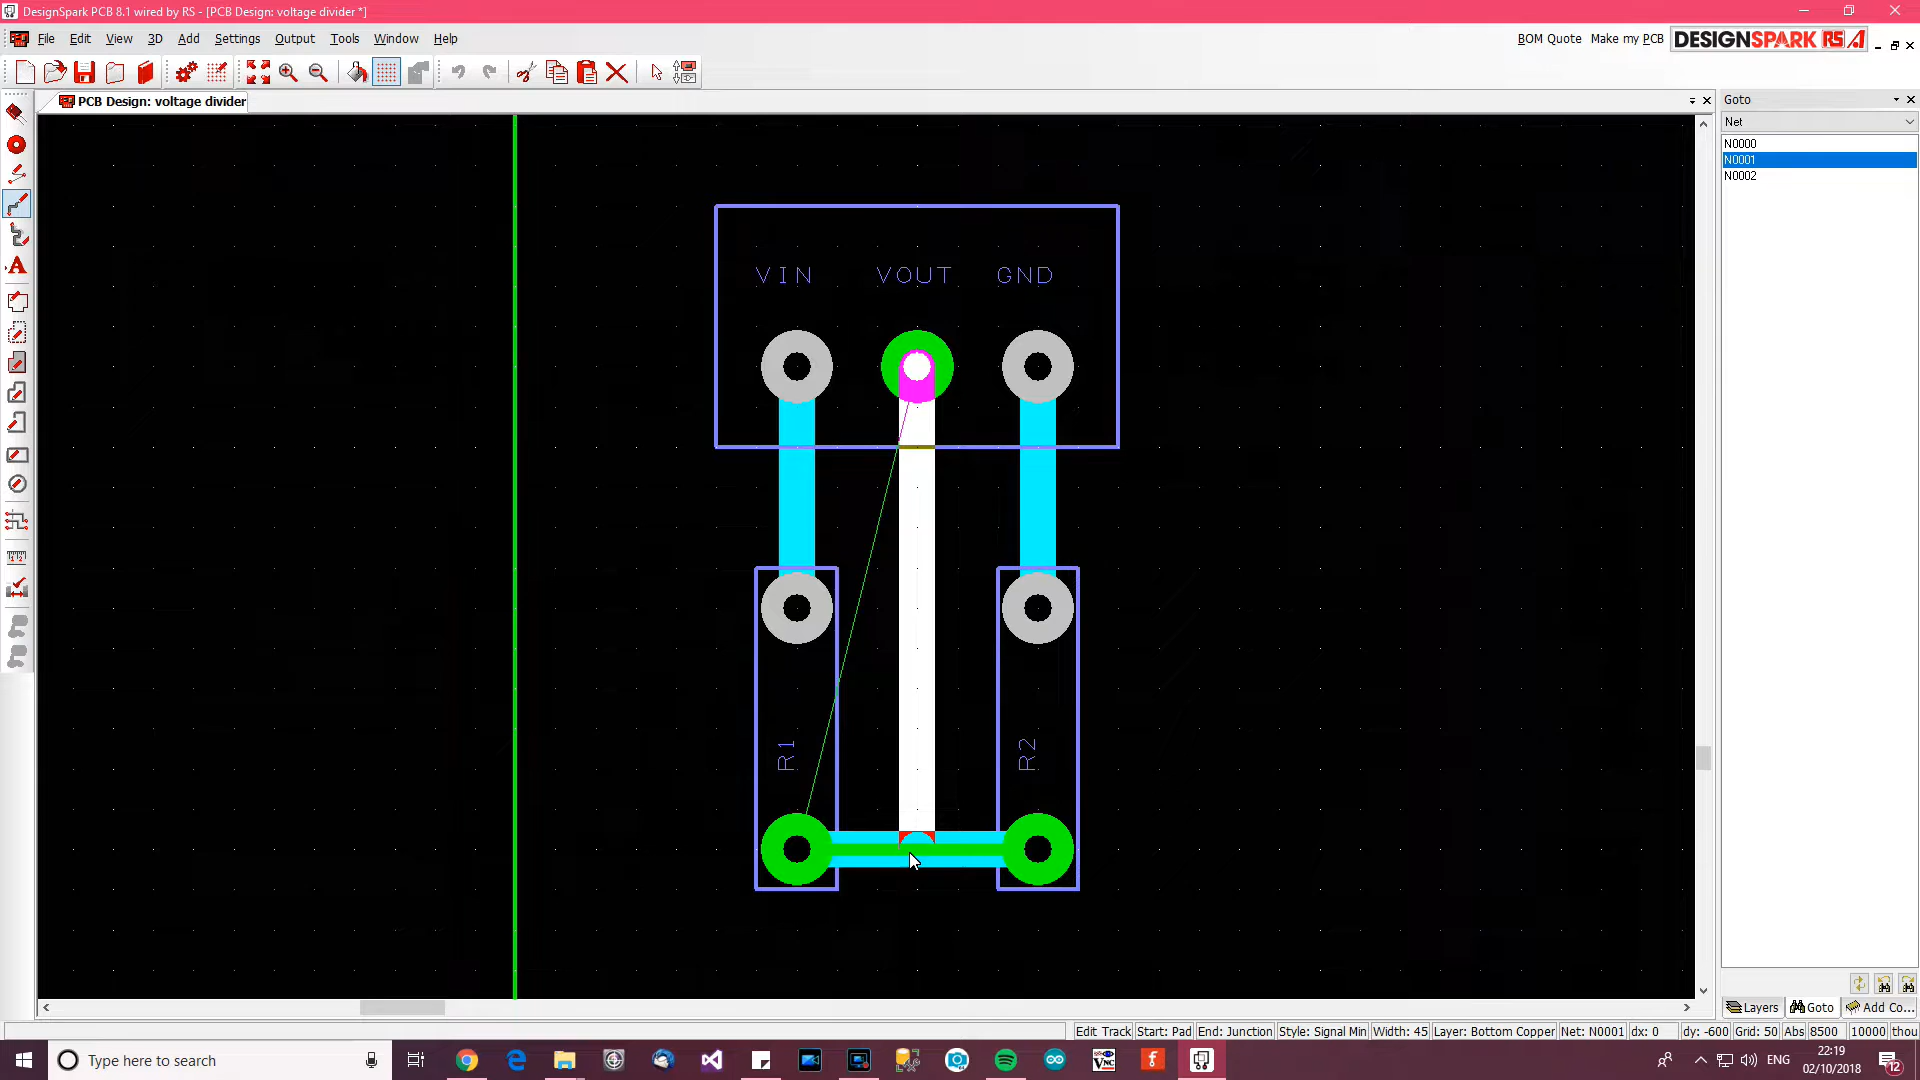 DesignSpark PCB 8.1 wired by RS - [PCB Design: voltage divider *]
File Edit View 3D Add Settings Output Tools Window Help
BOM Quote Make my PCB DESIGNSPARK RS
PCB Design: voltage divider
Goto
Net
N0000
N0001
N0002
VIN VOUT GND
R1 R2
Layers Goto Add Co...
Edit Track Start: Pad End: Junction Style: Signal Min Width: 45 Layer: Bottom Copper Net: N0001 dx: 0 dy: -600 Grid: 50 Abs 8500 10000 thou
Type here to search
ENG
22:19
02/10/2018
12